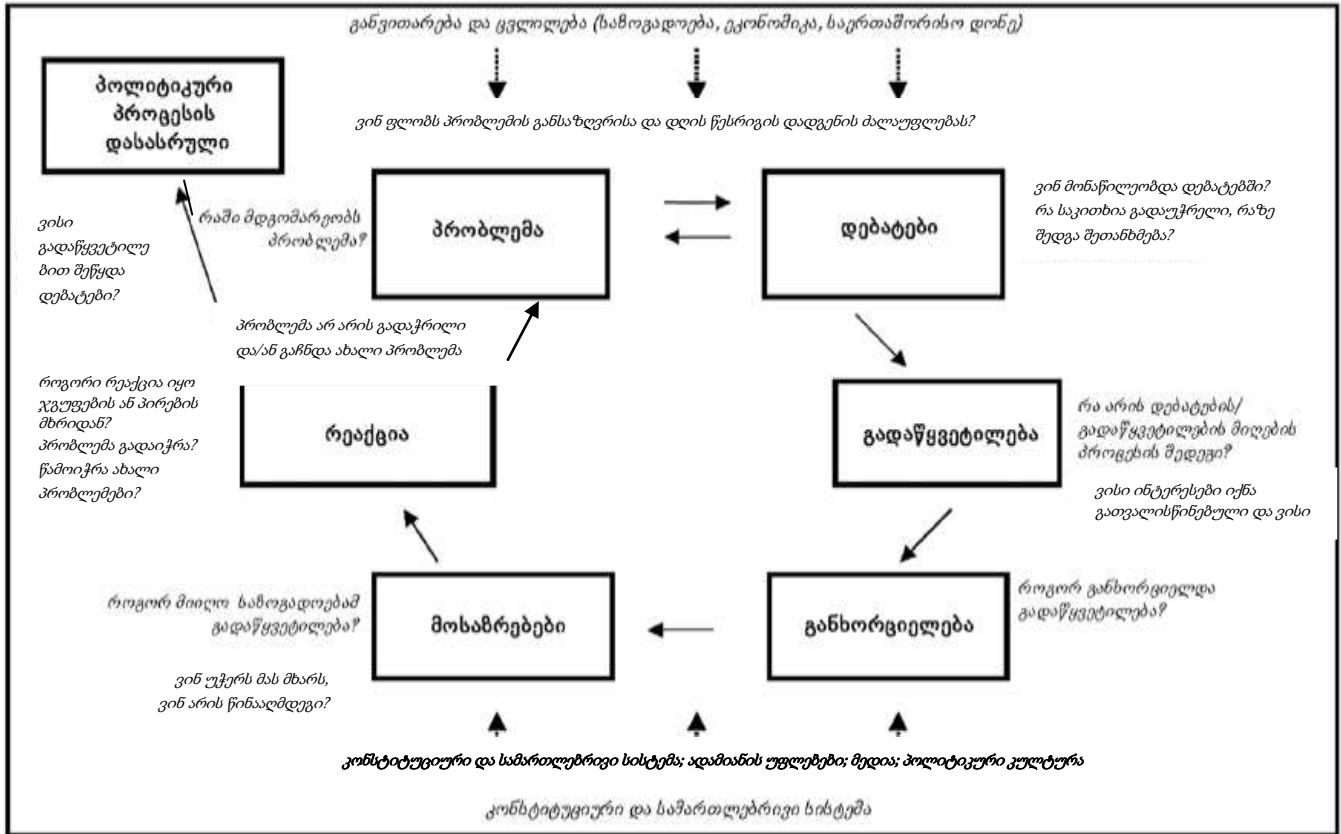 განვითარება და ცვლილება (საზოგადოება, ეკონომიკა, საერთაშორისო დონე)
პოლიტიკური
პროცესის
დასასრული
ვინ ფლობს პრობლემის განსაზღვრისა და დღის წესრიგის დადგენის ძალაუფლებას?
ვისი
გადაწყვეტილე
ბით შეწყდა
დებატები?
რაში მდგომარეობს
პრობლემა?
პრობლემა
დებატები
ვინ მონაწილეობდა დებატებში?
რა საკითხია გადაუჭრელი, რაზე
შედგა შეთანხმება?
პრობლემა არ არის გადაჭრილი
და/ან გაჩნდა ახალი პრობლემა
როგორი რეაქცია იყო
ჯგუფების ან პირების
მხრიდან?
პრობლემა გადაიჭრა?
წამოიჭრა ახალი
პრობლემები?
რეაქცია
გადაწყვეტილება
რა არის დებატების/
გადაწყვეტილების მიღების
პროცესის შედეგი?
ვისი ინტერესები იქნა
გათვალისწინებული და ვისი
როგორ მიიღო საზოგადოებამ
გადაწყვეტილება?
ვინ უჭერს მას მხარს,
ვინ არის წინააღმდეგი?
მოსაზრებები
განხორციელება
როგორ განხორციელდა
გადაწყვეტილება?
კონსტიტუციური და სამართლებრივი სისტემა; ადამიანის უფლებები; მედია; პოლიტიკური კულტურა
კონსტიტუციური და სამართლებრივი სისტემა